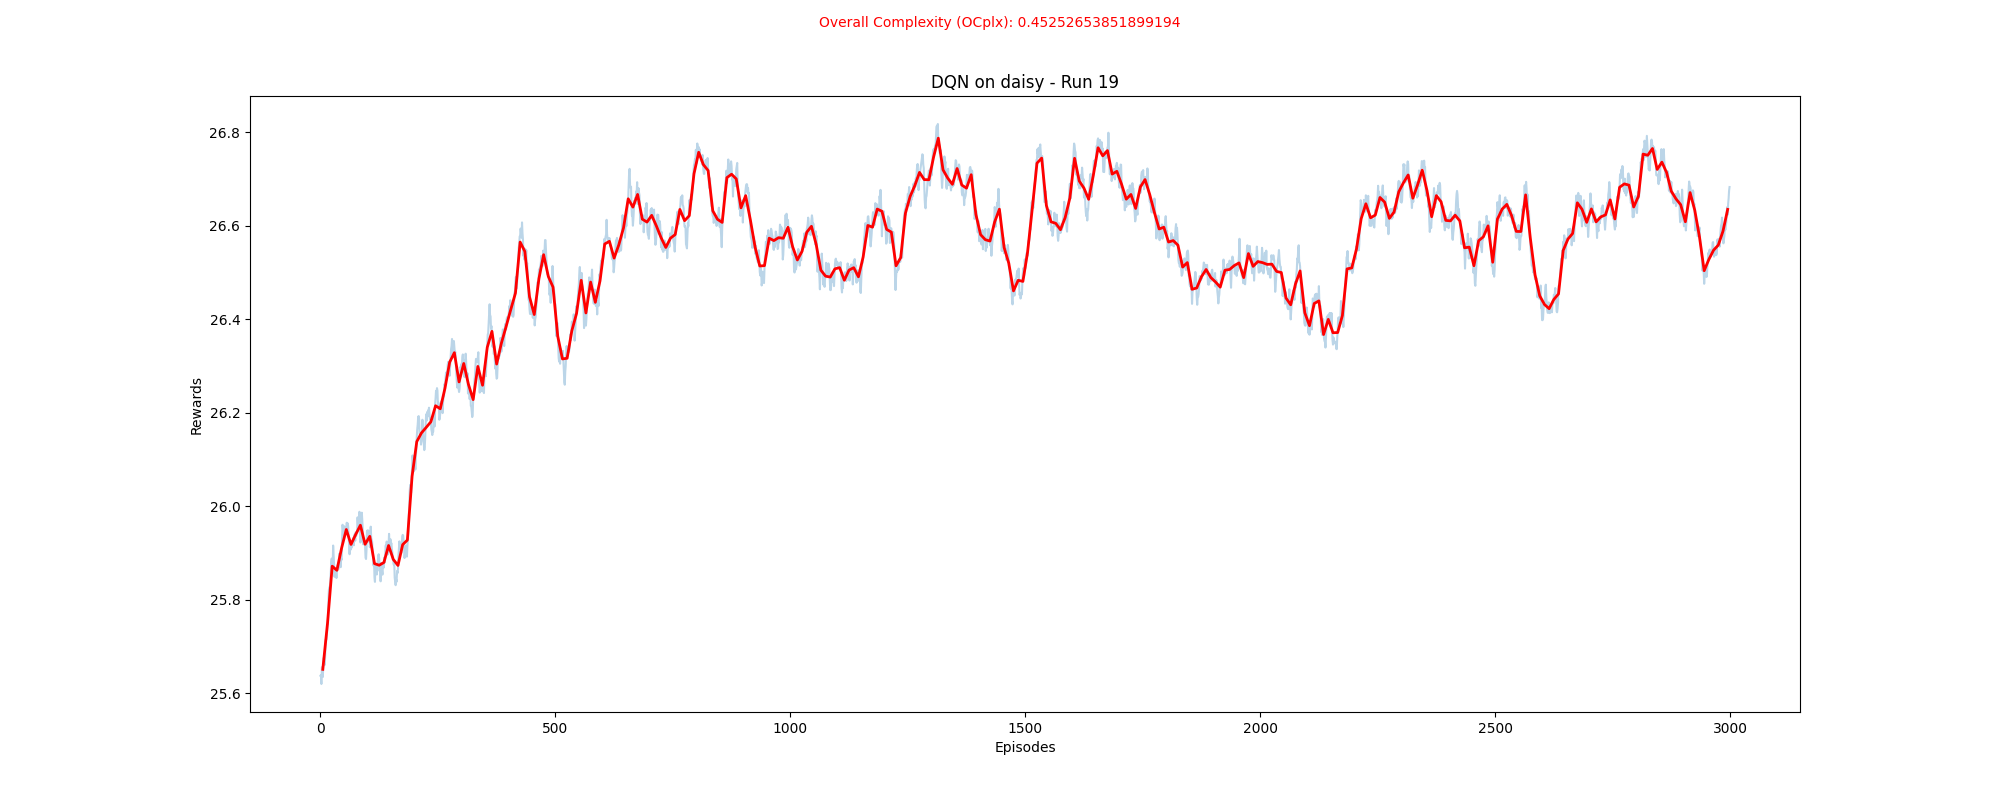 Overall Complexity (OCplx): 0.45252653851899194
DQN on daisy - Run 19
26.8
26.6
26.4
26.2
26.0
25.8
25.6
Rewards
0 500 1000 1500 2000 2500 3000
Episodes